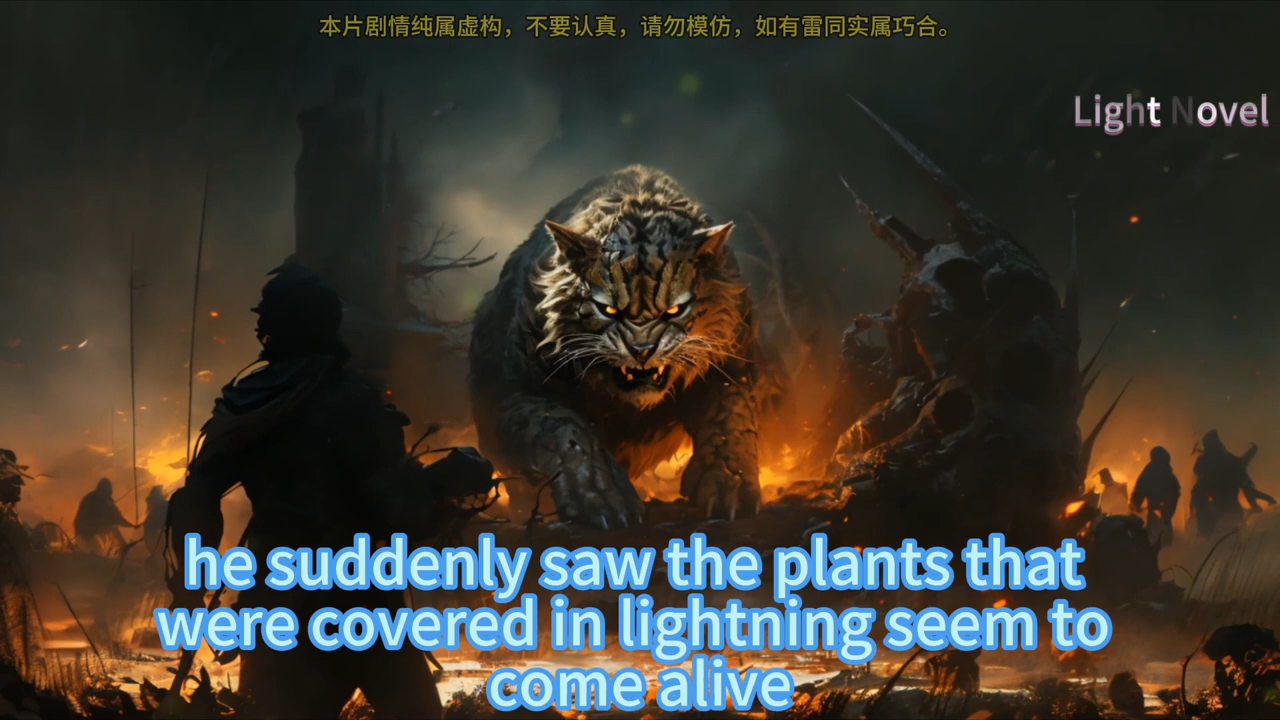 本片剧情纯属虚构，不要认真，请勿模仿，如有雷同实属巧合。
Light Novel
he suddenly saw the plants that
were covered in lightning seem to
come alive